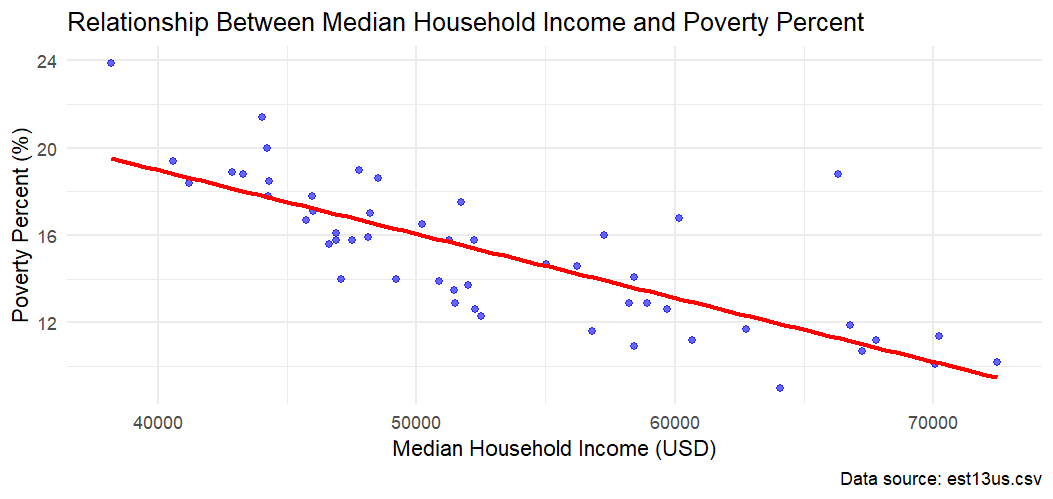 Relationship Between Median Household Income and Poverty Percent
Poverty Percent (%)
24
20
16
12
40000 50000 60000 70000
Median Household Income (USD)
Data source: est13us.csv